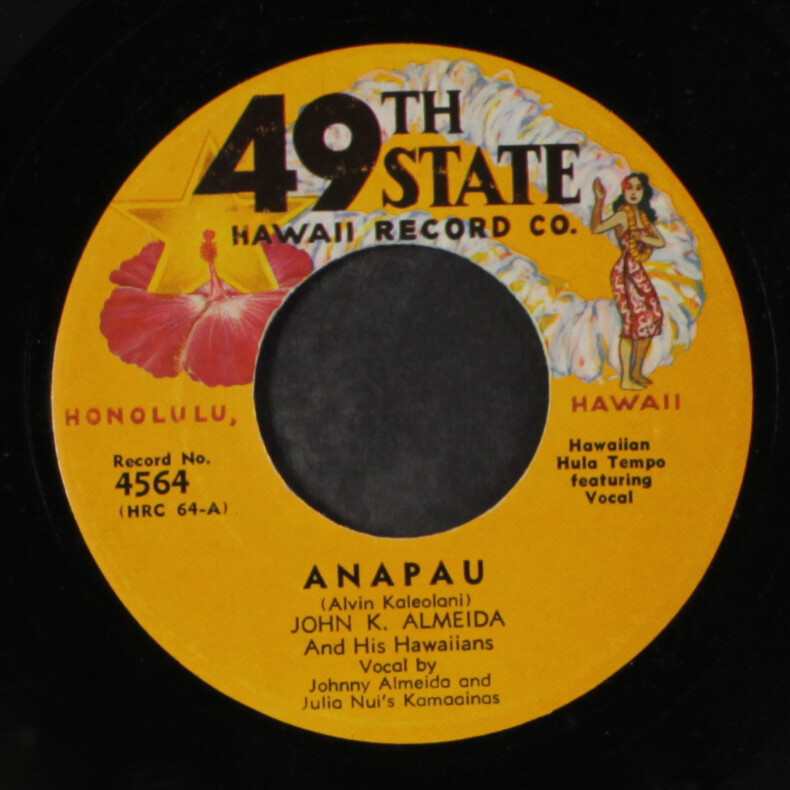 49TH
STATE
HAWAII RECORD CO.
HONOLULU,
HAWAII
Record No.
4564
(HRC 64-A)
Hawaiian
Hula Tempo
featuring
Vocal
ANAPAU
(Alvin Kaleolani)
JOHN K. ALMEIDA
And His Hawaiians
Vocal by
Johnny Almeida and
Julia Nui's Kamaainas